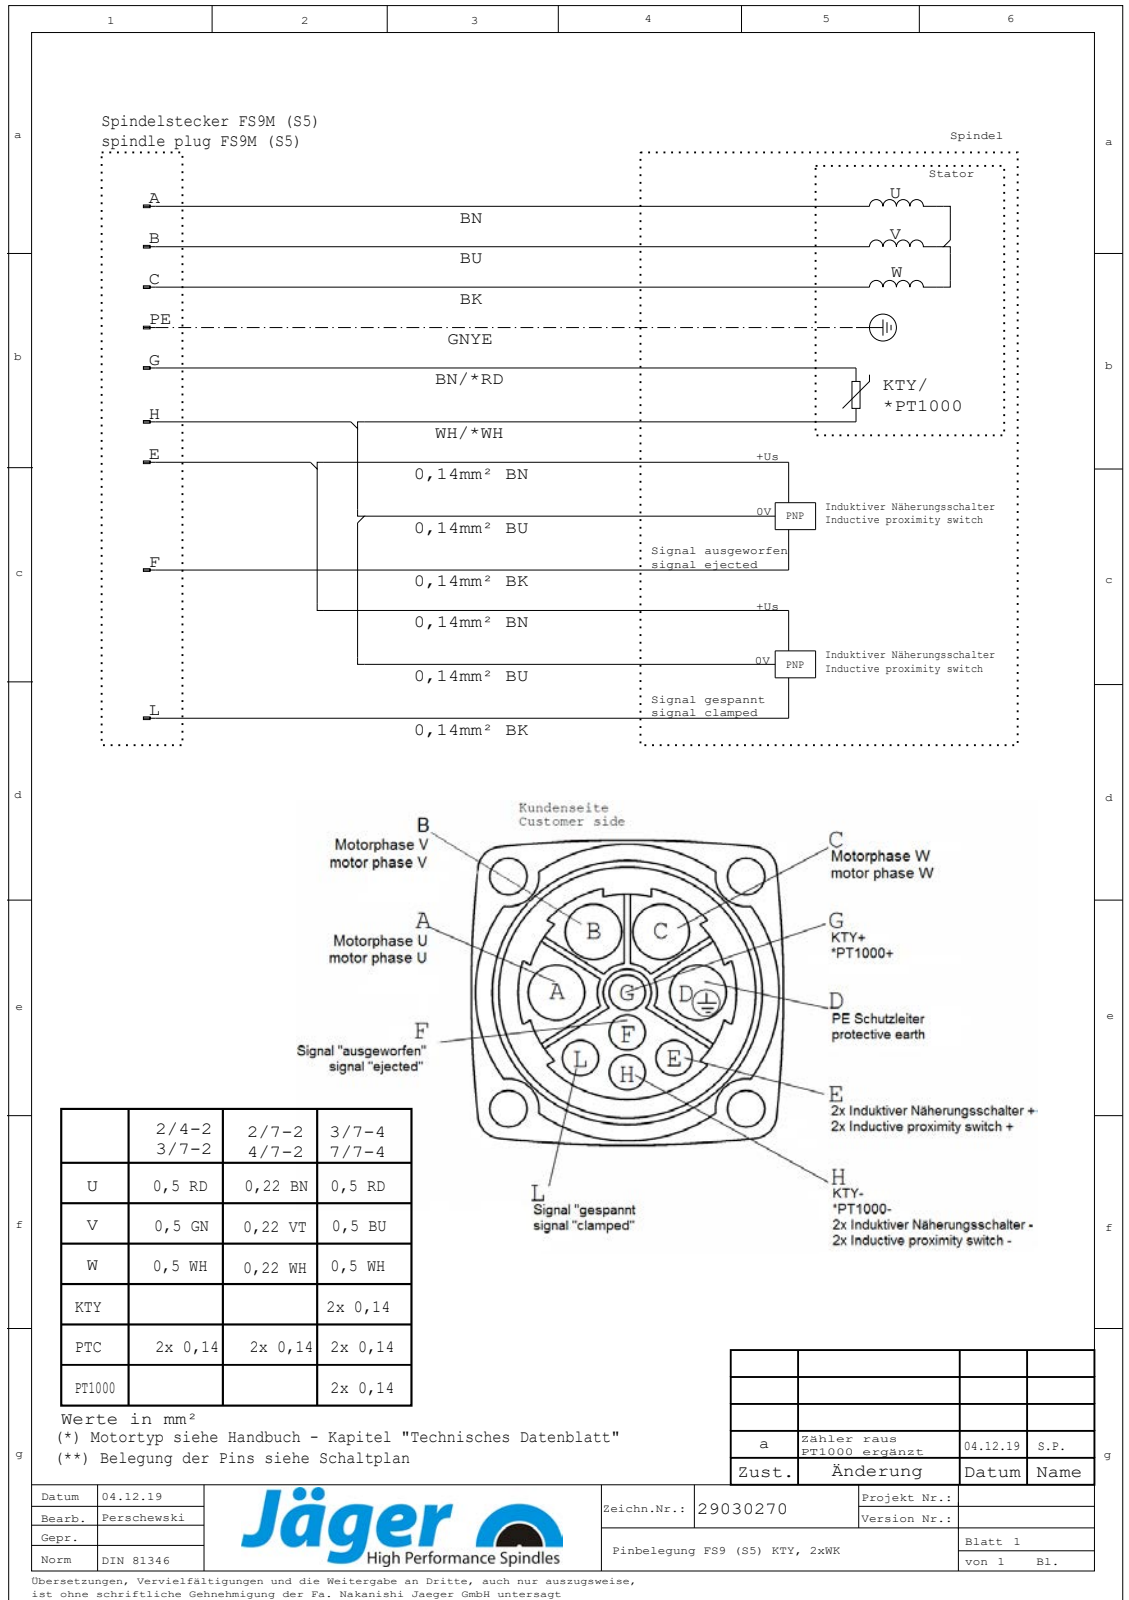 1 2 3 4 5 6
a
a
Spindelstecker FS9M (S5)
spindle plug FS9M (S5)
Spindel
Stator
A
BN
U
B
BU
V
C
BK
W
PE
GNYE
b
b
G
BN/*RD
KTY/
*PT1000
H
WH/*WH
E
0,14mm² BN
+Us
0,14mm² BU
0V
PNP
Induktiver Näherungsschalter
Inductive proximity switch
Signal ausgeworfen
signal ejected
c
c
F
0,14mm² BK
0,14mm² BN
+Us
0,14mm² BU
0V
PNP
Induktiver Näherungsschalter
Inductive proximity switch
Signal gespannt
signal clamped
L
0,14mm² BK
d
d
Kundenseite
Customer side
B
Motorphase V
motor phase V
C
Motorphase W
motor phase W
A
Motorphase U
motor phase U
G
KTY+
*PT1000+
B
C
A
G
D
F
L
E
H
D
PE Schutzleiter
protective earth
e
e
F
Signal "ausgeworfen"
signal "ejected"
E
2x Induktiver Näherungsschalter +
2x Inductive proximity switch +
H
KTY-
*PT1000-
2x Induktiver Näherungsschalter -
2x Inductive proximity switch -
L
Signal "gespannt
signal "clamped"
f
f
2/4-2 2/7-2 3/7-4
3/7-2 4/7-2 7/7-4
U 0,5 RD 0,22 BN 0,5 RD
V 0,5 GN 0,22 VT 0,5 BU
W 0,5 WH 0,22 WH 0,5 WH
KTY 2x 0,14
PTC 2x 0,14 2x 0,14 2x 0,14
PT1000 2x 0,14
Werte in mm²
(*) Motortyp siehe Handbuch - Kapitel "Technisches Datenblatt"
(**) Belegung der Pins siehe Schaltplan
g
g
a Zähler raus
PT1000 ergänzt 04.12.19 S.P.
Zust. Änderung Datum Name
Datum 04.12.19
Bearb. Perschewski
Gepr.
Norm DIN 81346
Jäger
High Performance Spindles
Zeichn.Nr.: 29030270
Projekt Nr.:
Version Nr.:
Pinbelegung FS9 (S5) KTY, 2xWK
Blatt 1
von 1 Bl.
Übersetzungen, Vervielfältigungen und die Weitergabe an Dritte, auch nur auszugsweise,
ist ohne schriftliche Gehnehmigung der Fa. Nakanishi Jaeger GmbH untersagt